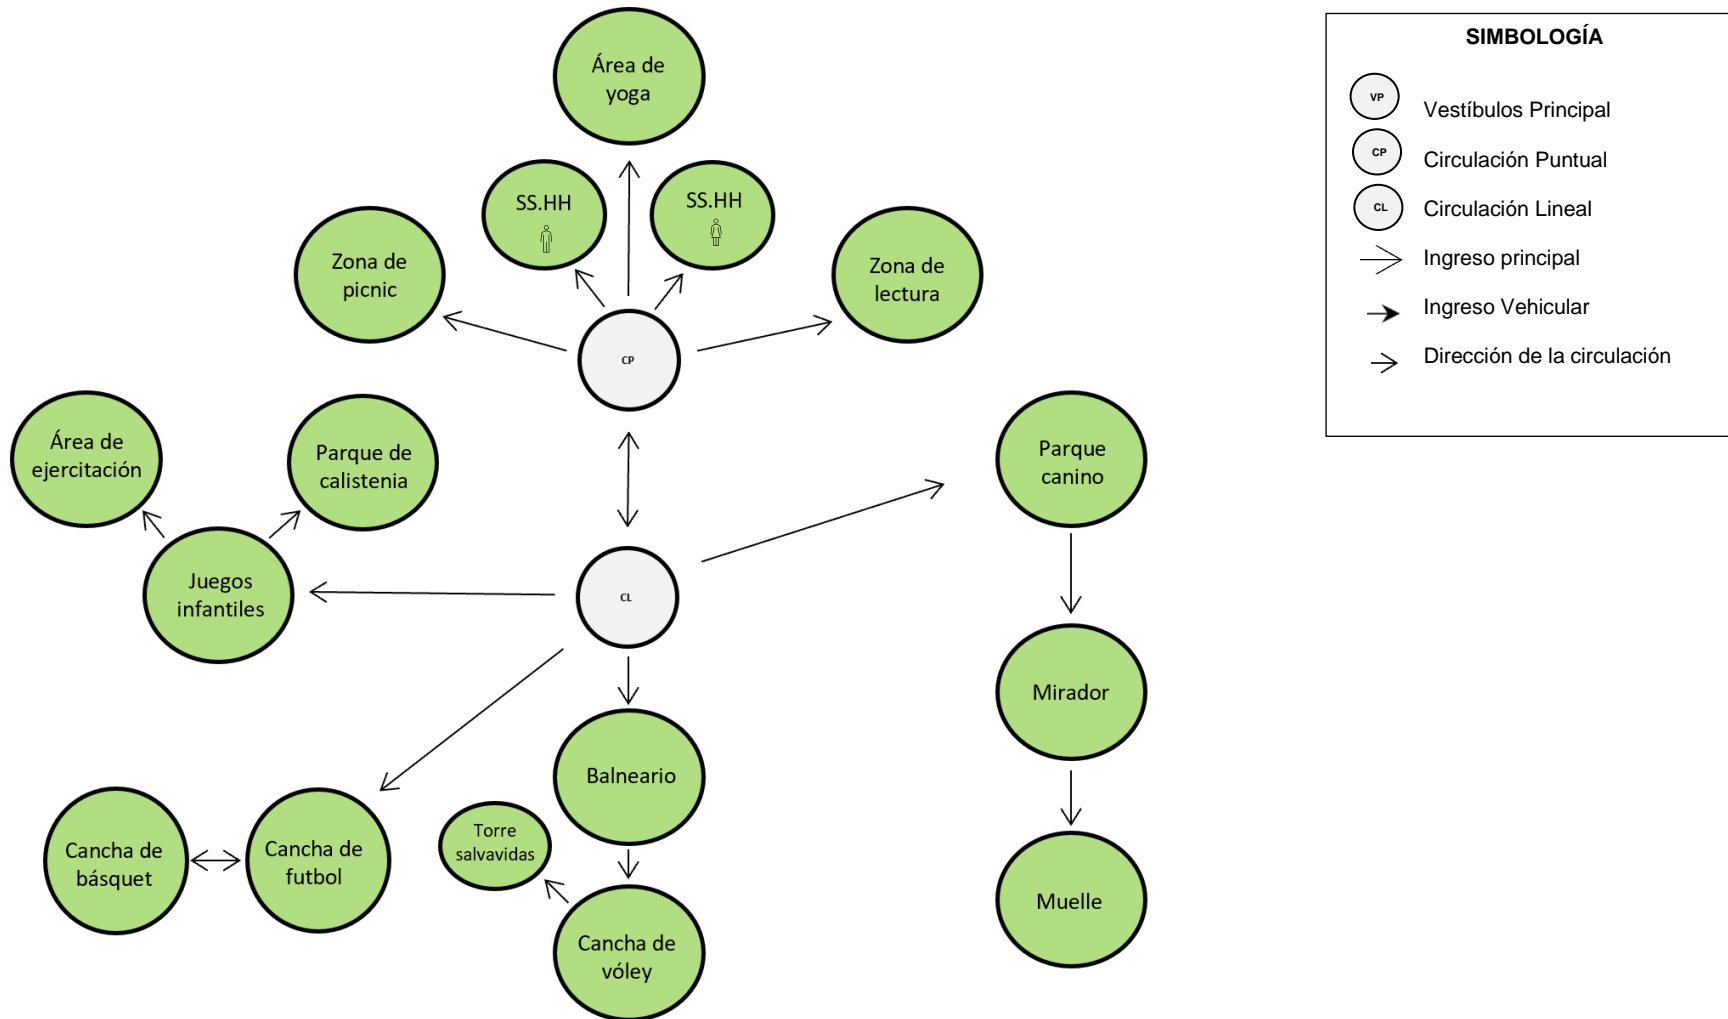 Área de
yoga
SS.HH
SS.HH
Zona de
picnic
Zona de
lectura
CP
Área de
ejercitación
Parque de
calistenia
Parque
canino
Juegos
infantiles
CL
Mirador
Balneario
Torre
salvavidas
Cancha de
básquet
Cancha de
futbol
Muelle
Cancha de
vóley
SIMBOLOGÍA
VP
Vestíbulos Principal
CP
Circulación Puntual
CL
Circulación Lineal
Ingreso principal
Ingreso Vehicular
Dirección de la circulación